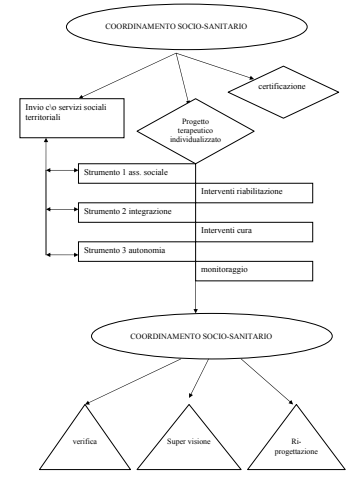 COORDINAMENTO SOCIO-SANITARIO
certificazione
Invio c\o servizi sociali
territoriali
Progetto
terapeutico
individualizzato
Strumento 1 ass. sociale
Interventi riabilitazione
Strumento 2 integrazione
Interventi cura
Strumento 3 autonomia
monitoraggio
COORDINAMENTO SOCIO-SANITARIO
verifica
Super visione
Ri-
progettazione